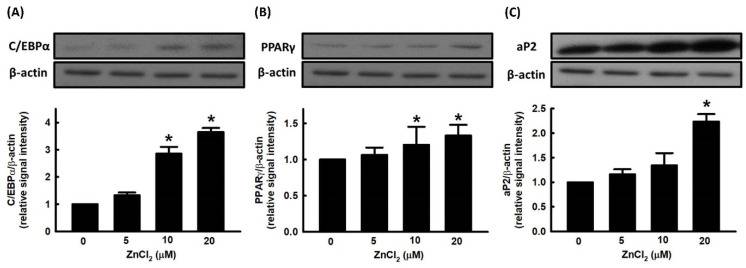 (A)
C/EBPα
β-actin
C/EBPα/β-actin
(relative signal intensity)
5
4
3
2
1
0
*
*
0 5 10 20
ZnCl₂ (μM)
(B)
PPARγ
β-actin
PPARγ/β-actin
(relative signal intensity)
1.5
1.0
0.5
0.0
*
*
0 5 10 20
ZnCl₂ (μM)
(C)
aP2
β-actin
aP2/β-actin
(relative signal intensity)
2.5
2.0
1.5
1.0
0.5
0.0
*
0 5 10 20
ZnCl₂ (μM)